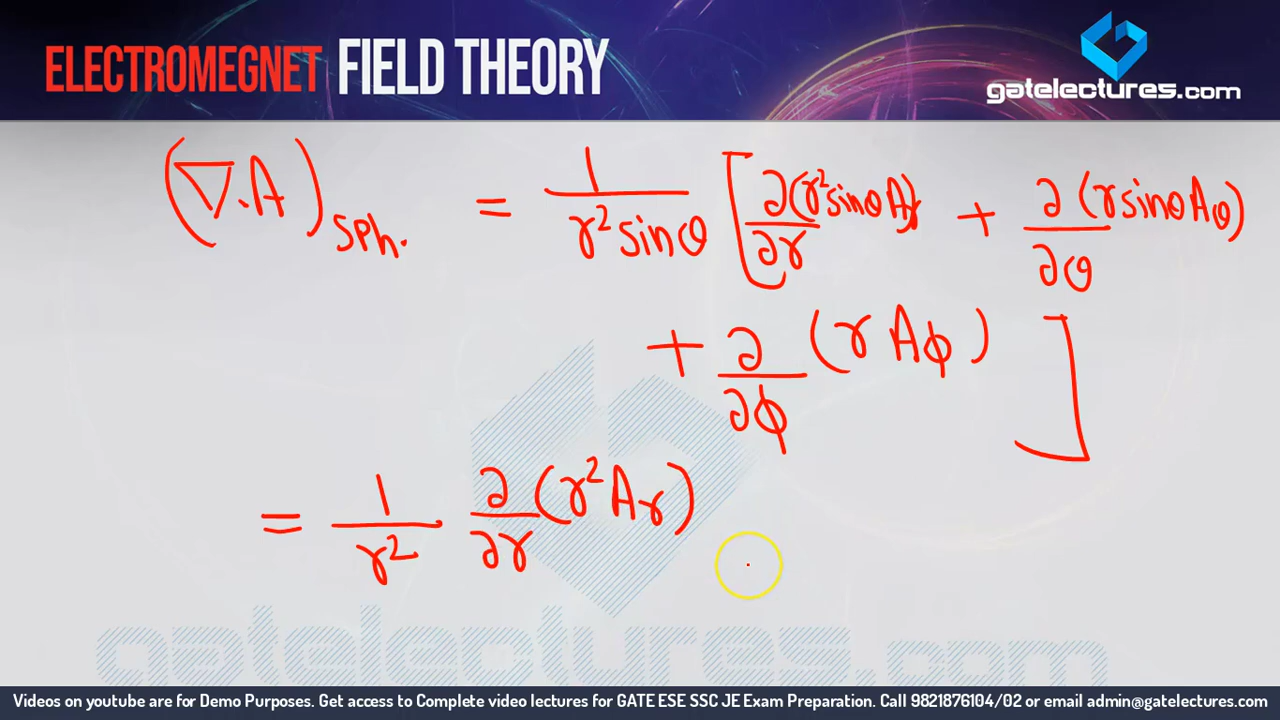 ELECTROMEGNET FIELD THEORY
gatelectures.com
(∇.A)sph. = 1/(r² sinθ) [ ∂(r² sinθ Ar)/∂r + ∂(r sinθ Aθ)/∂θ
+ ∂/∂φ (r Aφ) ]
= 1/r² ∂/∂r (r² Ar)
gatelectures.com
Videos on youtube are for Demo Purposes. Get access to Complete video lectures for GATE ESE SSC JE Exam Preparation. Call 9821876104/02 or email admin@gatelectures.com